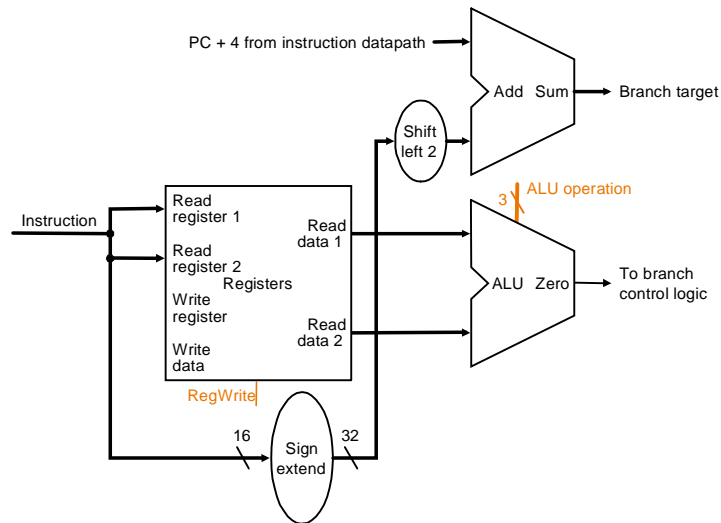 PC + 4 from instruction datapath
Add Sum
Branch target
Shift
left 2
ALU operation
3
Instruction
Read
register 1
Read
data 1
Read
register 2
Registers
ALU Zero
To branch
control logic
Write
register
Read
data 2
Write
data
RegWrite
16
Sign
extend
32